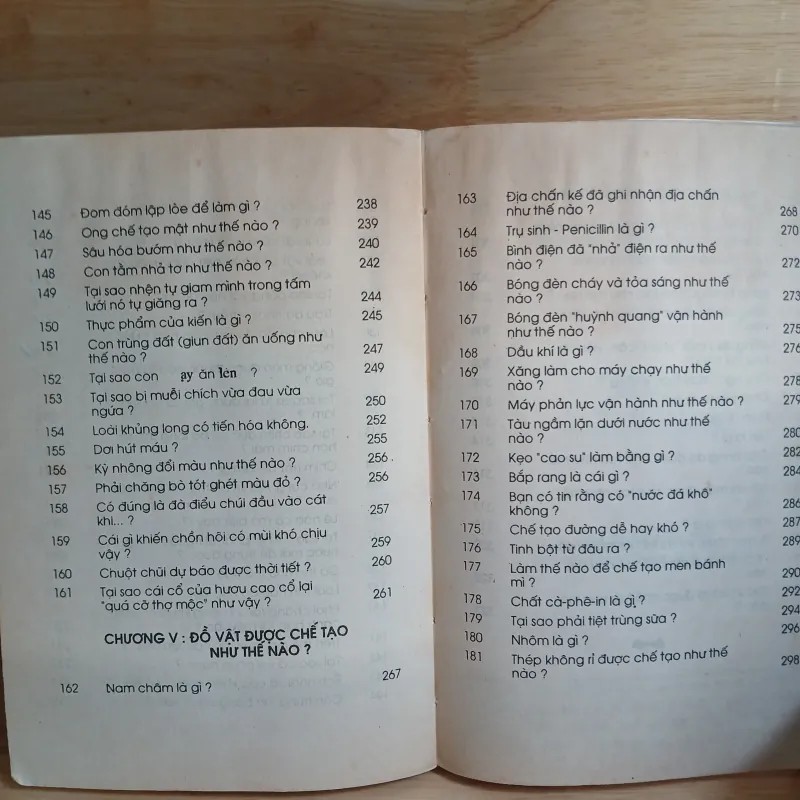 145 Đom đóm lập lòe để làm gì ? 238
146 Ong chế tạo mật như thế nào ? 239
147 Sâu hóa bướm như thế nào ? 240
148 Con tằm nhả tơ như thế nào ? 242
149 Tại sao nhện tự giam mình trong tấm
lưới nó tự giăng ra ? 244
150 Thực phẩm của kiến là gì ? 245
151 Con trùng đất (giun đất) ăn uống như
thế nào ? 247
152 Tại sao con ạy ăn lèn ? 249
153 Tại sao bị muỗi chích vừa đau vừa
ngứa ? 250
154 Loài khủng long có tiến hóa không. 252
155 Dơi hút máu ? 255
156 Kỳ nhông đổi màu như thế nào ? 256
157 Phải chăng bò tót ghét màu đỏ ? 256
158 Có đúng là đà điểu chúi đầu vào cát
khi... ? 257
159 Cái gì khiến chồn hôi có mùi khó chịu
vậy ? 259
160 Chuột chũi dự báo được thời tiết ? 260
161 Tại sao cái cổ của hươu cao cổ lại
"quá cỡ thợ mộc" như vậy ? 261
CHƯƠNG V : ĐỒ VẬT ĐƯỢC CHẾ TẠO
NHƯ THẾ NÀO ?
162 Nam châm là gì ? 267
163 Địa chấn kế đã ghi nhận địa chấn
như thế nào ? 268
164 Trụ sinh - Penicillin là gì ? 270
165 Bình điện đã "nhả" điện ra như thế
nào ? 272
166 Bóng đèn cháy và tỏa sáng như thế
nào ? 273
167 Bóng đèn "huỳnh quang" vận hành
như thế nào ? 275
168 Dầu khí là gì ? 276
169 Xăng làm cho máy chạy như thế
nào ? 278
170 Máy phản lực vận hành như thế nào ? 279
171 Tàu ngầm lặn dưới nước như thế
nào ? 280
172 Kẹo "cao su" làm bằng gì ? 282
173 Bắp rang là cái gì ? 284
174 Bạn có tin rằng có "nước đá khô"
không ? 286
175 Chế tạo đường dễ hay khó ? 287
176 Tinh bột từ đâu ra ? 289
177 Làm thế nào để chế tạo men bánh
mì ? 290
178 Chất cà-phê-in là gì ? 292
179 Tại sao phải tiệt trùng sữa ? 294
180 Nhôm là gì ? 296
181 Thép không rỉ được chế tạo như thế
nào ? 298